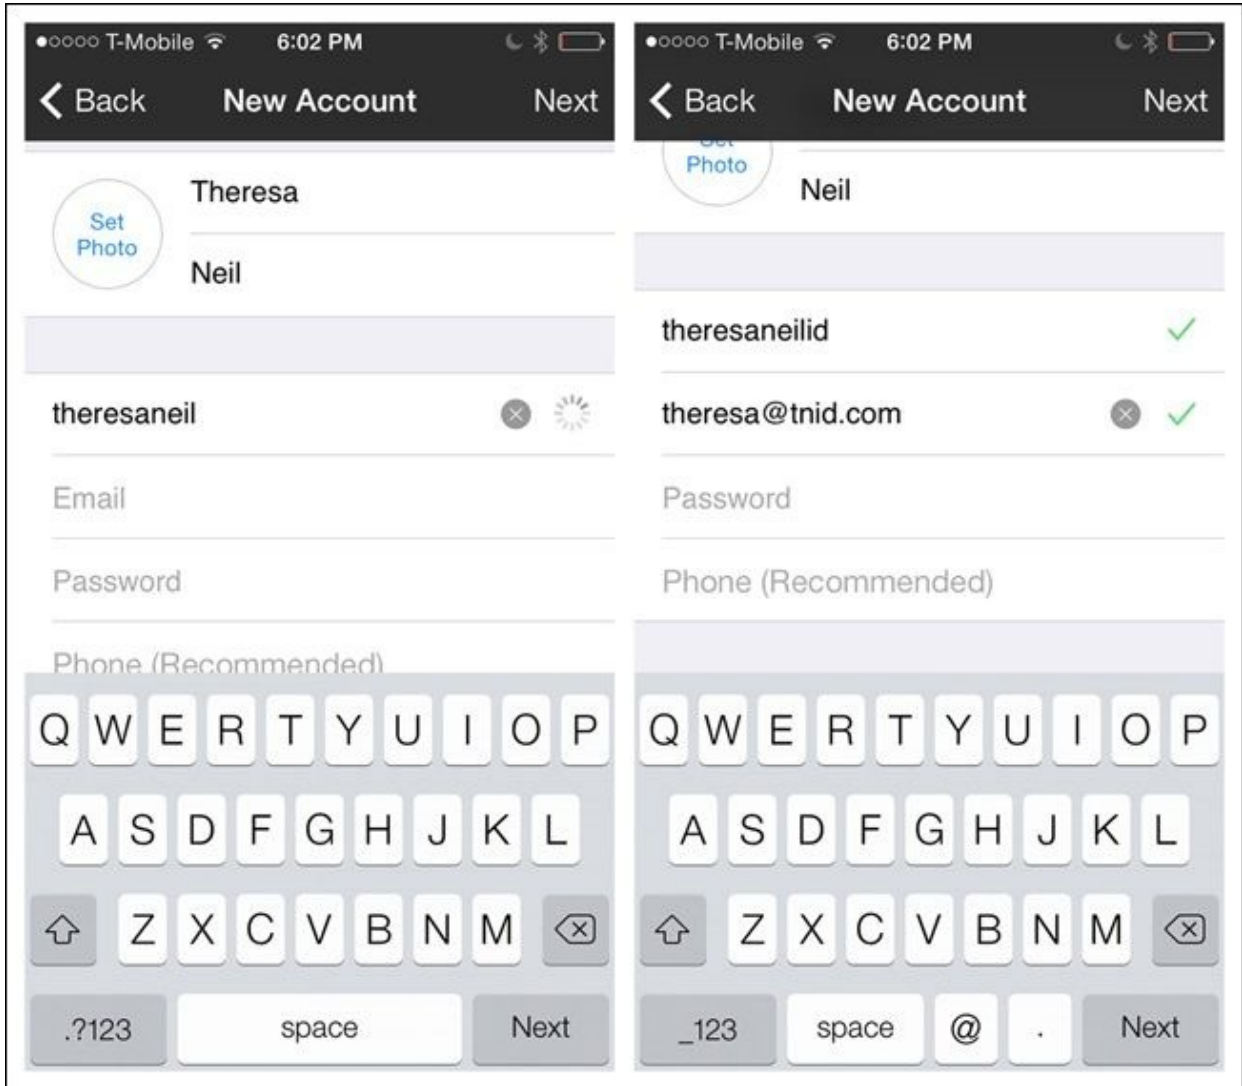 T-Mobile 6:02 PM
Back New Account Next
Set Photo
Theresa
Neil
theresaneil
Email
Password
Phone (Recommended)
Q W E R T Y U I O P
A S D F G H J K L
Z X C V B N M
.?123 space Next
T-Mobile 6:02 PM
Back New Account Next
Set Photo
Neil
theresaneilid
theresa@tnid.com
Password
Phone (Recommended)
Q W E R T Y U I O P
A S D F G H J K L
Z X C V B N M
_123 space @ . Next